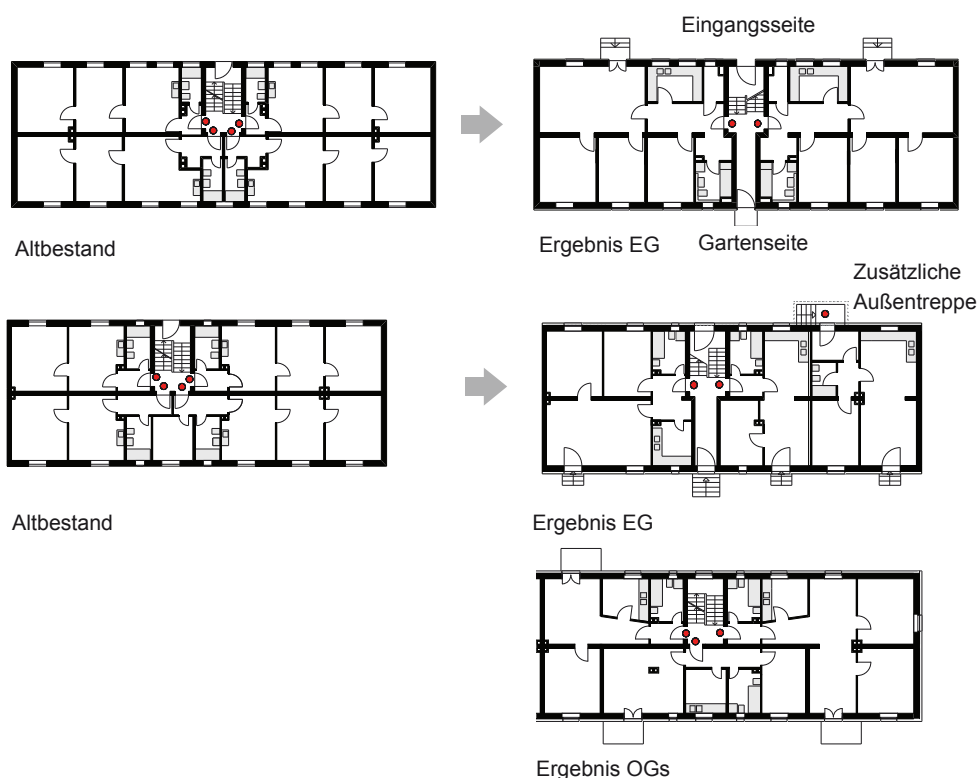 Eingangsseite
Altbestand
Ergebnis EG
Gartenseite
Zusätzliche
Außentreppe
Altbestand
Ergebnis EG
Ergebnis OGs